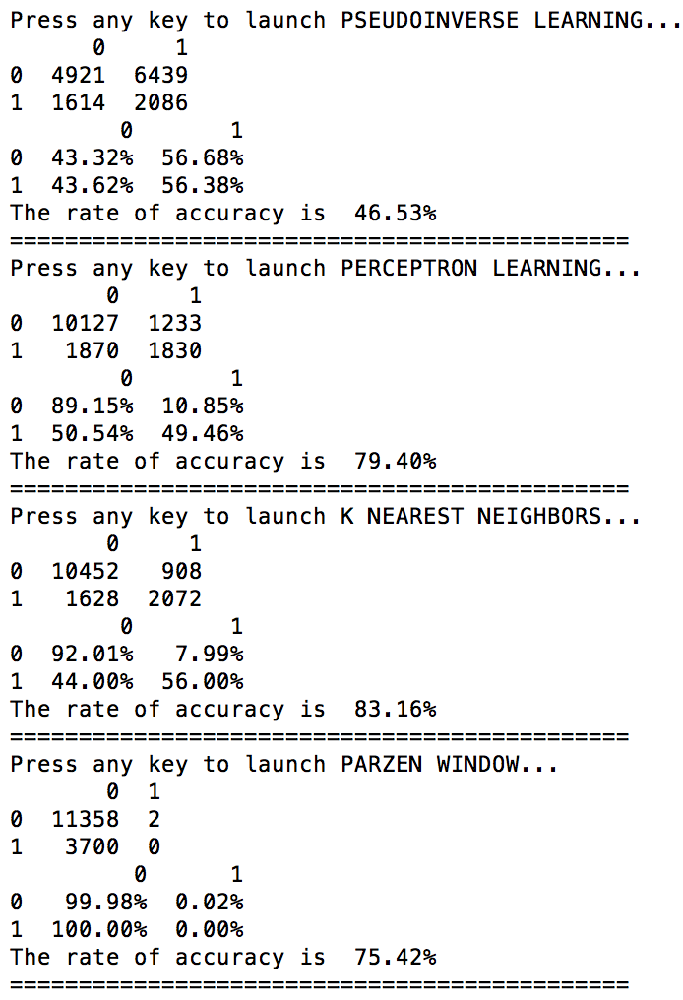 Press any key to launch PSEUDOINVERSE LEARNING...
      0     1
0  4921  6439
1  1614  2086
        0       1
0  43.32%  56.68%
1  43.62%  56.38%
The rate of accuracy is  46.53%
=============================================
Press any key to launch PERCEPTRON LEARNING...
       0     1
0  10127  1233
1   1870  1830
        0       1
0  89.15%  10.85%
1  50.54%  49.46%
The rate of accuracy is  79.40%
=============================================
Press any key to launch K NEAREST NEIGHBORS...
       0     1
0  10452   908
1   1628  2072
        0       1
0  92.01%   7.99%
1  44.00%  56.00%
The rate of accuracy is  83.16%
=============================================
Press any key to launch PARZEN WINDOW...
       0  1
0  11358  2
1   3700  0
         0      1
0   99.98%  0.02%
1  100.00%  0.00%
The rate of accuracy is  75.42%
=============================================